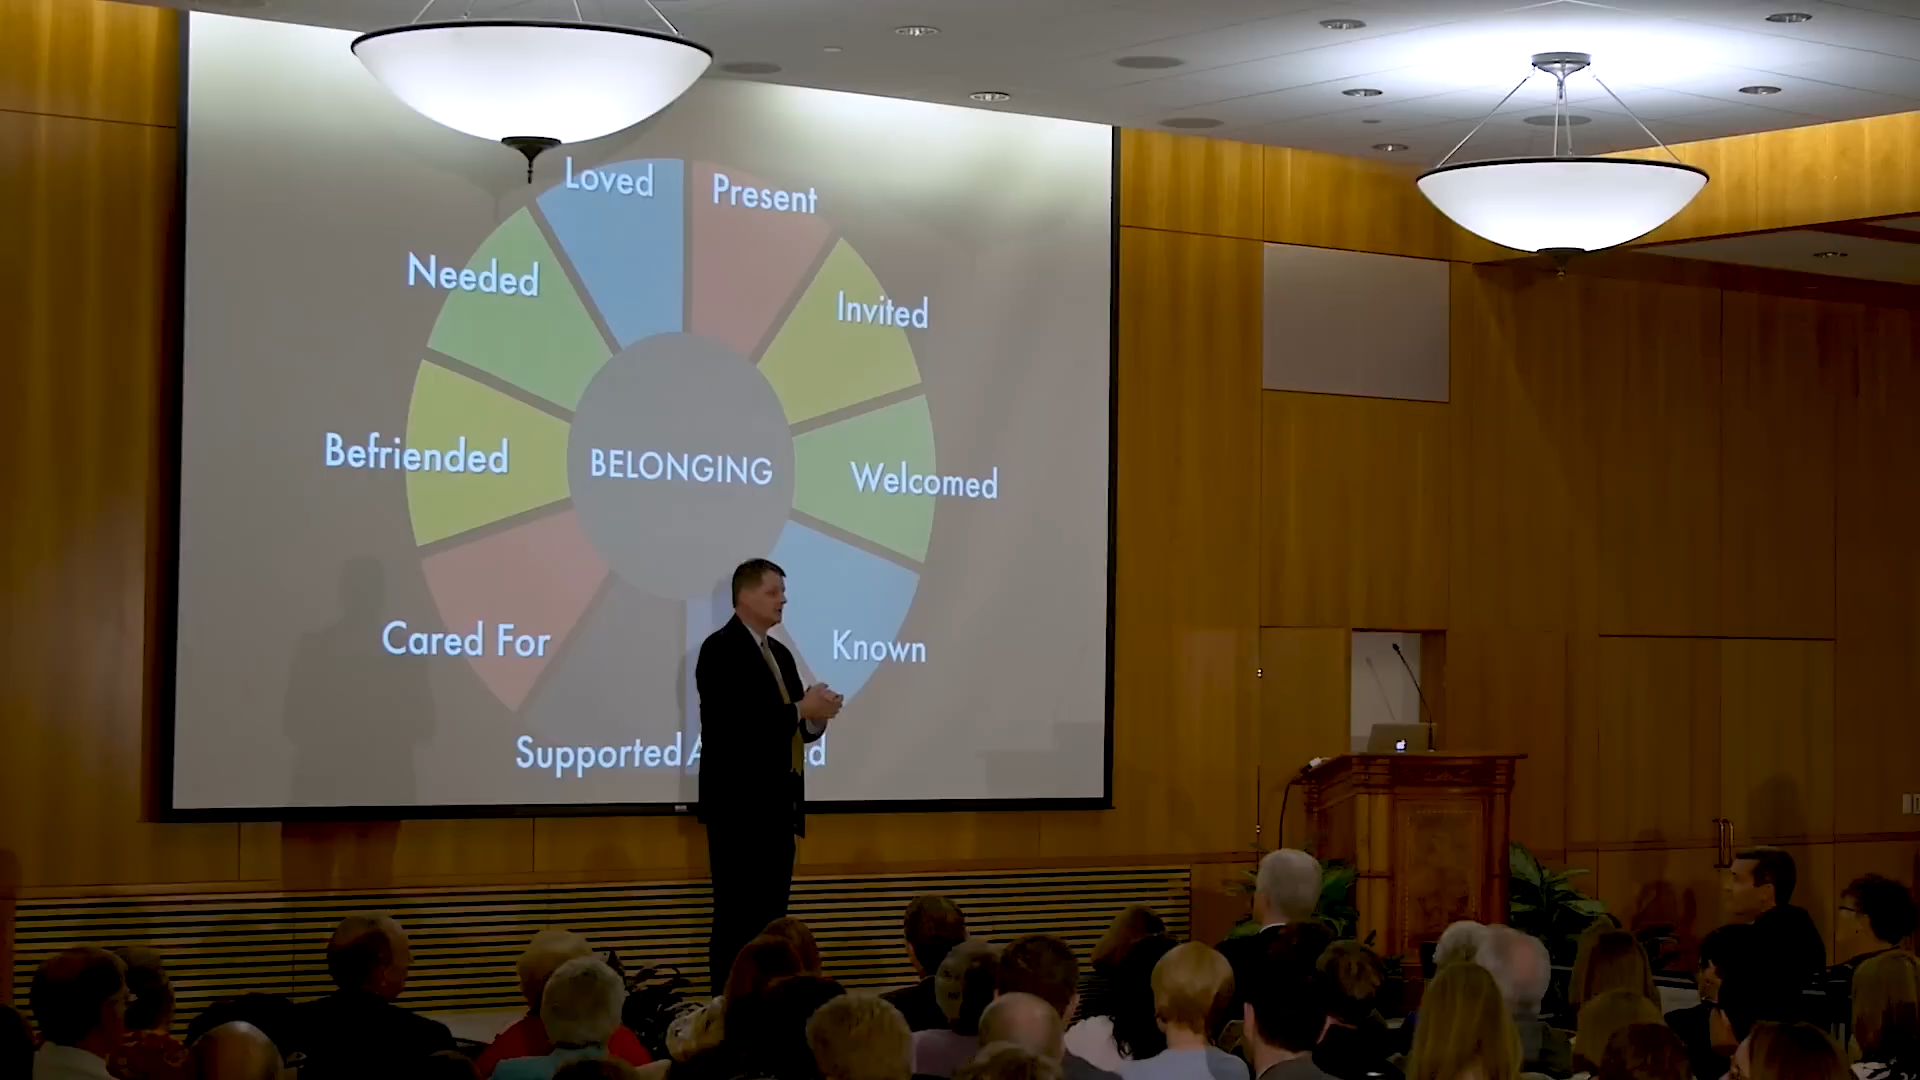 Loved
Present
Needed
Invited
Befriended
BELONGING
Welcomed
Cared For
Known
Supported